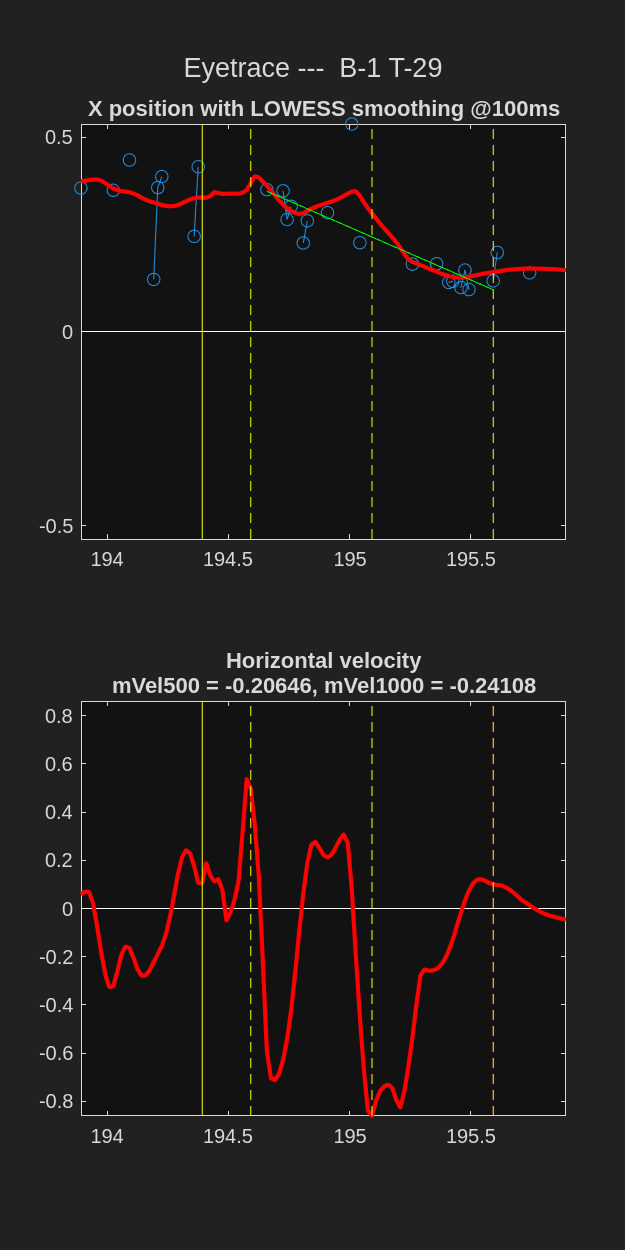 Eyetrace --- B-1 T-29
X position with LOWESS smoothing @100ms
0.5
0
-0.5
194 194.5 195 195.5
Horizontal velocity
mVel500 = -0.20646, mVel1000 = -0.24108
0.8
0.6
0.4
0.2
0
-0.2
-0.4
-0.6
-0.8
194 194.5 195 195.5